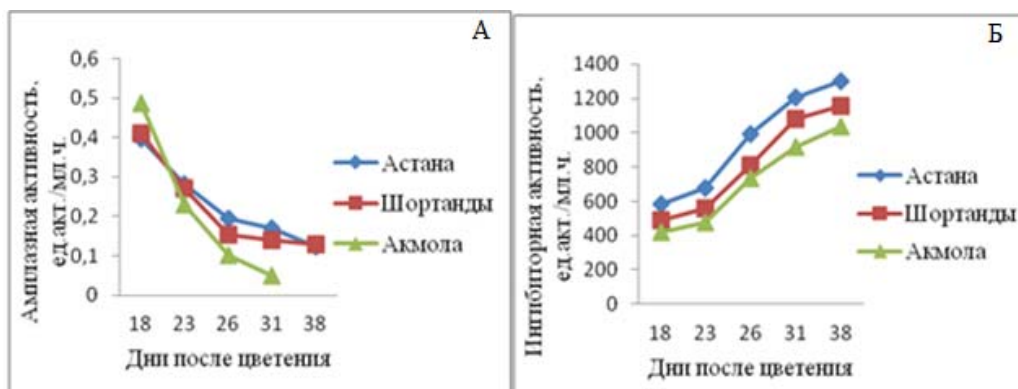 А
Амилазная активность.
ед.акт./мл.ч.
0,6
0,5
0,4
0,3
0,2
0,1
0
18 23 26 31 38
Дни после цветения
Астана
Шортанды
Акмола
Б
Ингибиторная активность.
ед.акт./мл.ч.
1400
1200
1000
800
600
400
200
0
18 23 26 31 38
Дни после цветения
Астана
Шортанды
Акмола